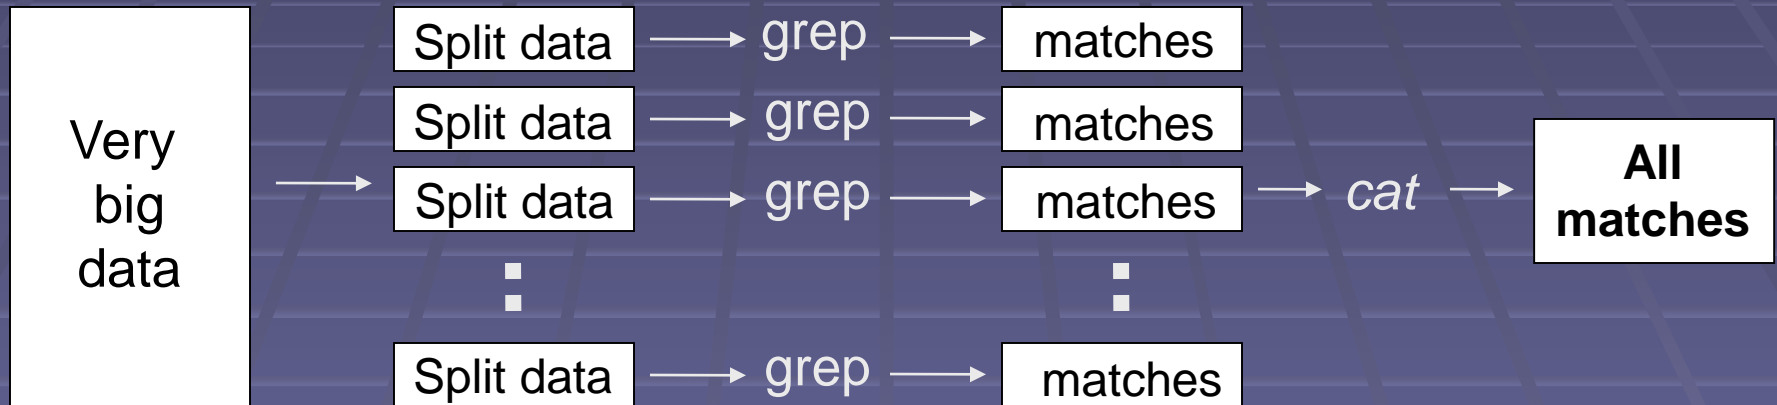 Very
big
data
Split data grep matches
Split data grep matches
Split data grep matches
cat
All
matches
:
:
Split data grep matches